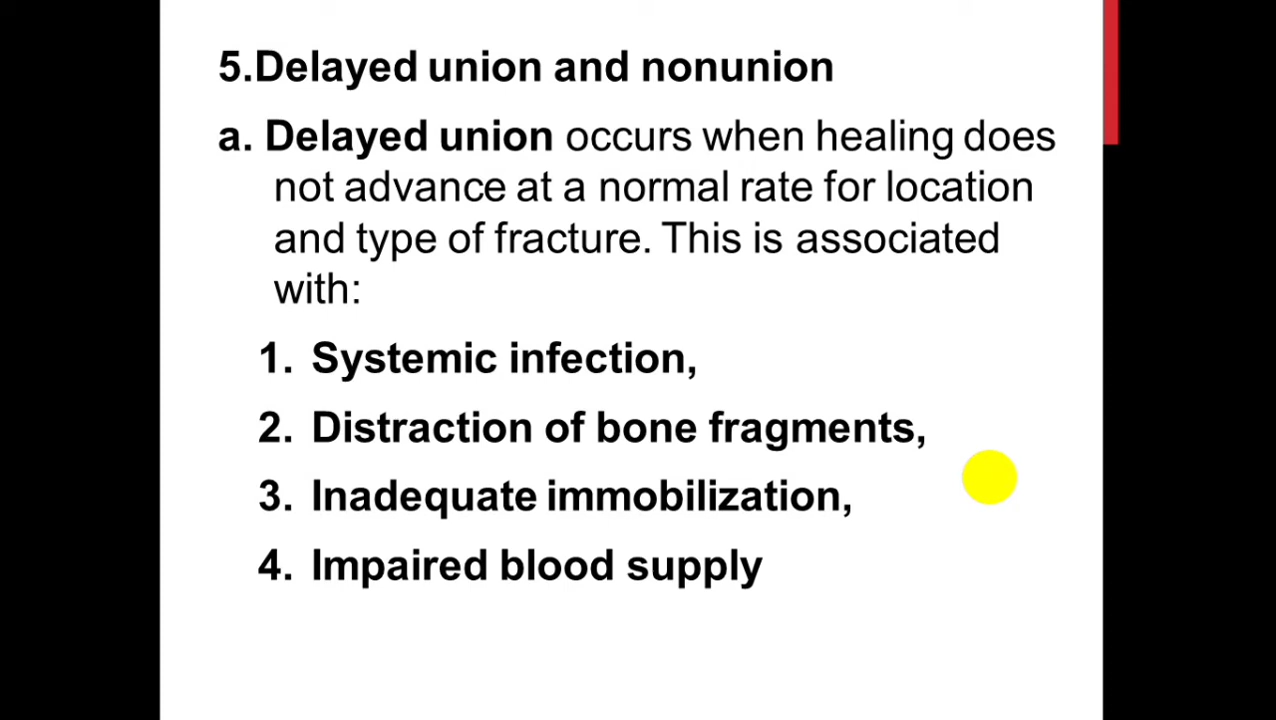 5.Delayed union and nonunion
a. Delayed union occurs when healing does
not advance at a normal rate for location
and type of fracture. This is associated
with:
1. Systemic infection,
2. Distraction of bone fragments,
3. Inadequate immobilization,
4. Impaired blood supply